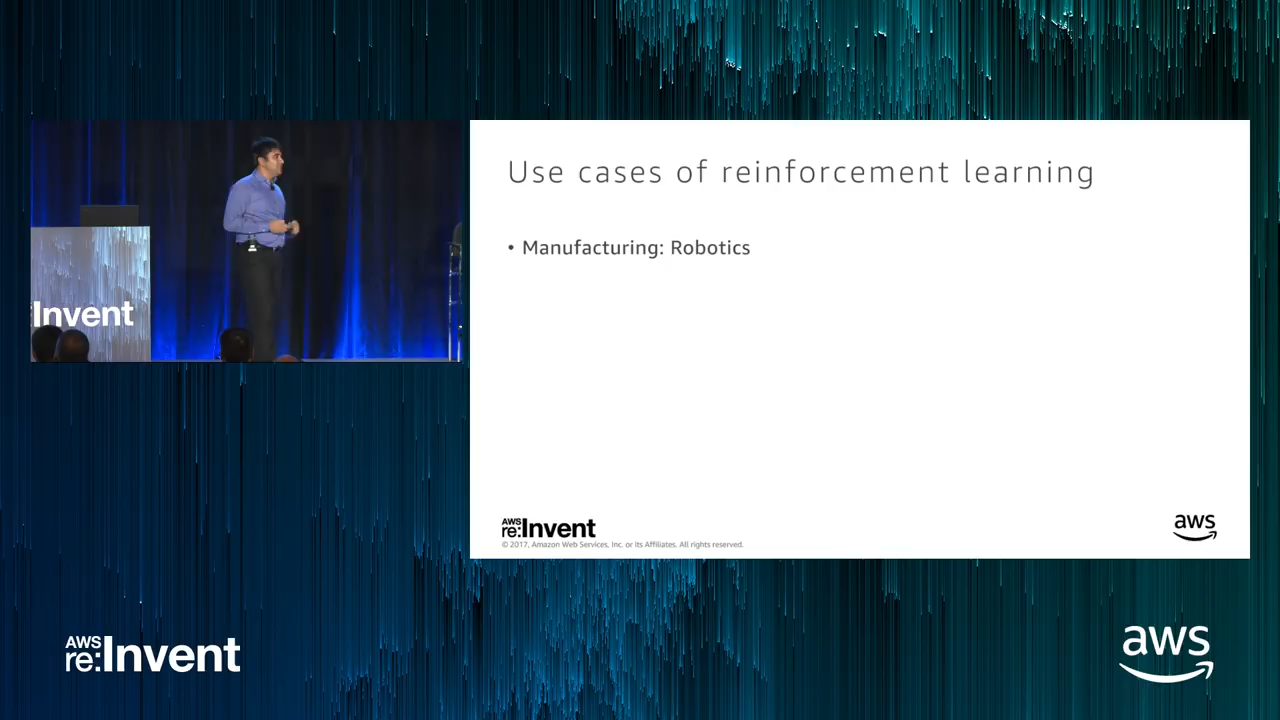 Invent
Use cases of reinforcement learning
• Manufacturing: Robotics
AWS
re:Invent
© 2017, Amazon Web Services, Inc. or its Affiliates. All rights reserved.
aws
AWS
re:Invent
aws